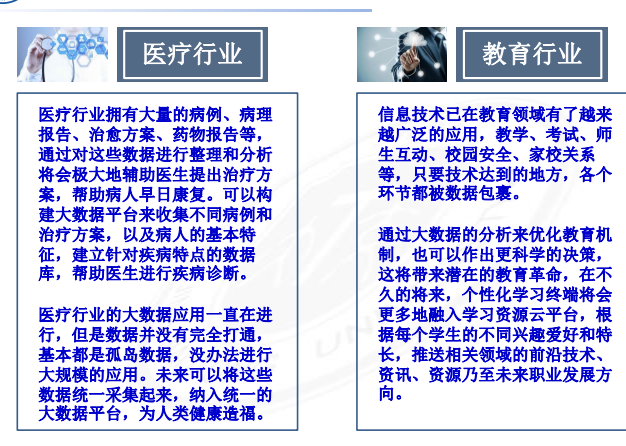 医疗行业
医疗行业拥有大量的病例、病理
报告、治愈方案、药物报告等，
通过对这些数据进行整理和分析
将会极大地辅助医生提出治疗方
案，帮助病人早日康复。可以构
建大数据平台来收集不同病例和
治疗方案，以及病人的基本特
征，建立针对疾病特点的数据
库，帮助医生进行疾病诊断。
医疗行业的大数据应用一直在进
行，但是数据并没有完全打通，
基本都是孤岛数据，没办法进行
大规模的应用。未来可以将这些
数据统一采集起来，纳入统一的
大数据平台，为人类健康造福。
教育行业
信息技术已在教育领域有了越来
越广泛的应用，教学、考试、师
生互动、校园安全、家校关系
等，只要技术达到的地方，各个
环节都被数据包裹。
通过大数据的分析来优化教育机
制，也可以作出更科学的决策，
这将带来潜在的教育革命，在不
久的将来，个性化学习终端将会
更多地融入学习资源云平台，根
据每个学生的不同兴趣爱好和特
长，推送相关领域的前沿技术、
资讯、资源乃至未来职业发展方
向。